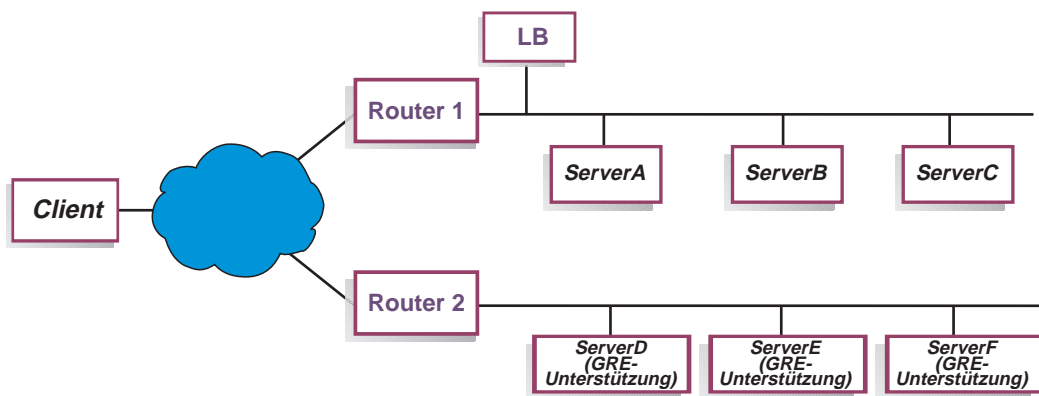 LB
Router 1
ServerA
ServerB
ServerC
Client
Router 2
ServerD
(GRE-
Unterstützung)
ServerE
(GRE-
Unterstützung)
ServerF
(GRE-
Unterstützung)